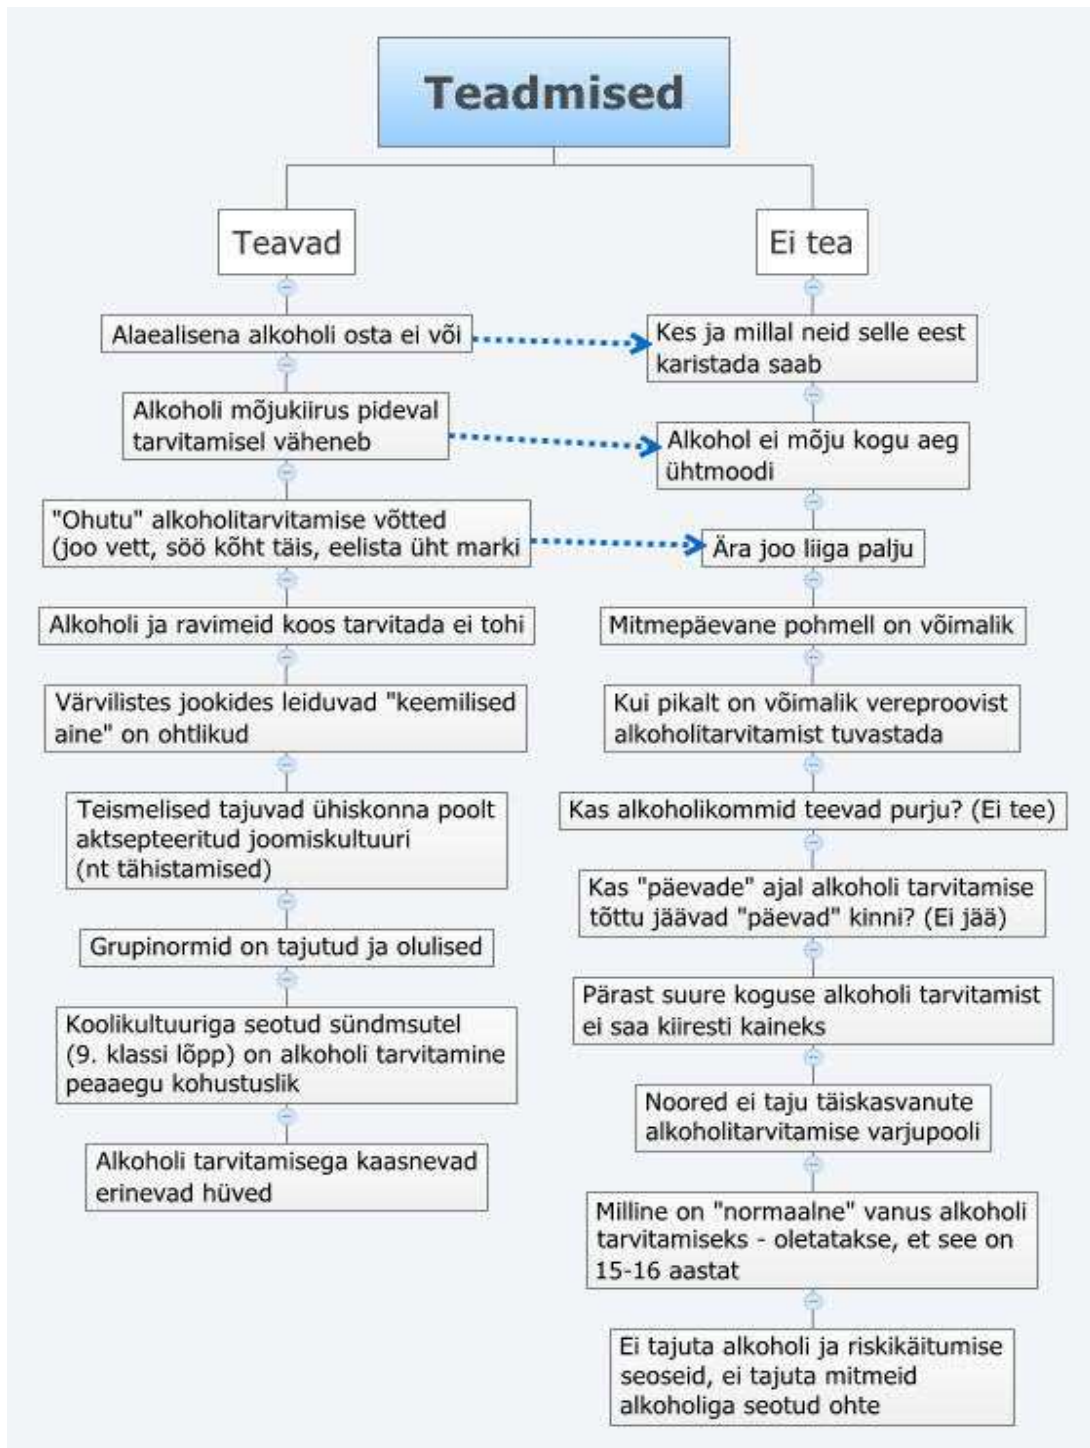 Teadmised
Teavad
Alaealisena alkoholi osta ei või
Alkoholi mõjukiirus pideval
tarvitamisel väheneb
"Ohutu" alkoholitarvitamise võtted
(joo vett, söö kõht täis, eelista üht marki
Alkoholi ja ravimeid koos tarvitada ei tohi
Värvilistes jookides leiduvad "keemilised
aine" on ohtlikud
Teismelised tajuvad ühiskonna poolt
aktsepteeritud joomiskultuuri
(nt tähistamised)
Grupinormid on tajutud ja olulised
Koolikultuuriga seotud sündmsutel
(9. klassi lõpp) on alkoholi tarvitamine
peaaegu kohustuslik
Alkoholi tarvitamisega kaasnevad
erinevad hüved
Ei tea
Kes ja millal neid selle eest
karistada saab
Alkohol ei mõju kogu aeg
ühtmoodi
Ära joo liiga palju
Mitmepäevane pohmell on võimalik
Kui pikalt on võimalik vereproovist
alkoholitarvitamist tuvastada
Kas alkoholikommid teevad purju? (Ei tee)
Kas "päevade" ajal alkoholi tarvitamise
tõttu jäävad "päevad" kinni? (Ei jää)
Pärast suure koguse alkoholi tarvitamist
ei saa kiiresti kaineks
Noored ei taju täiskasvanute
alkoholitarvitamise varjupooli
Milline on "normaalne" vanus alkoholi
tarvitamiseks - oletatakse, et see on
15-16 aastat
Ei tajuta alkoholi ja riskikäitumise
seoseid, ei tajuta mitmeid
alkoholiga seotud ohte